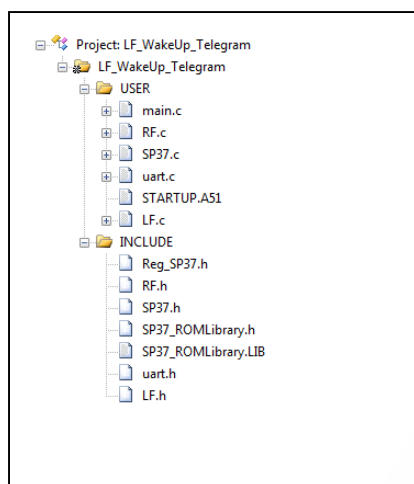 Project: LF_WakeUp_Telegram
LF_WakeUp_Telegram
USER
main.c
RF.c
SP37.c
uart.c
STARTUP.A51
LF.c
INCLUDE
Reg_SP37.h
RF.h
SP37.h
SP37_ROMLibrary.h
SP37_ROMLibrary.LIB
uart.h
LF.h